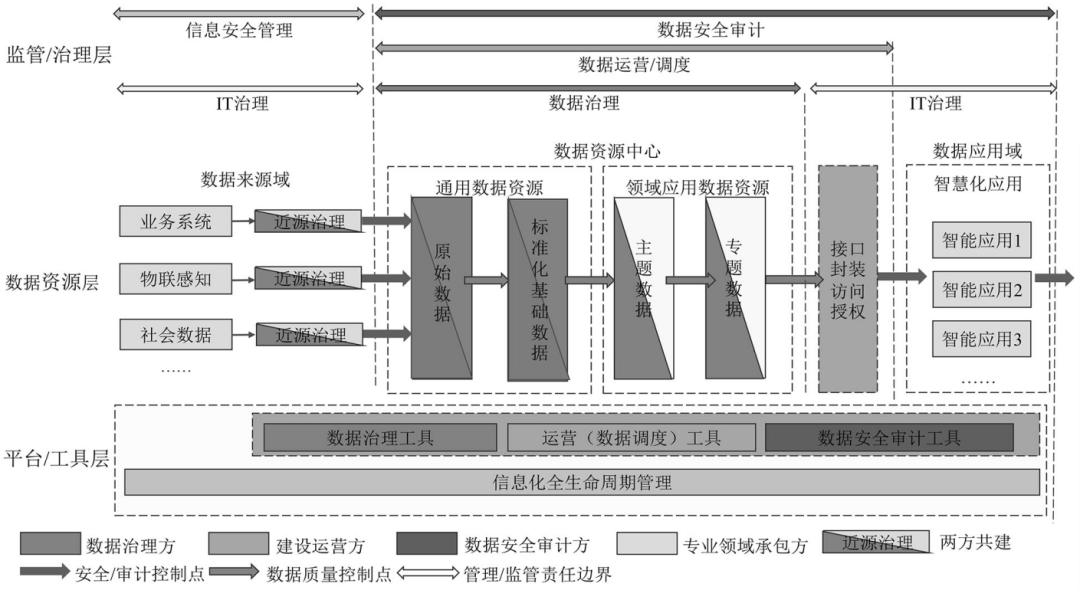 信息安全管理
数据安全审计
监管/治理层
数据运营/调度
IT治理
数据治理
IT治理
数据资源中心
数据应用域
数据来源域
通用数据资源
领域应用数据资源
智慧化应用
业务系统
近源治理
物联感知
近源治理
社会数据
近源治理
……
数据资源层
原始数据
标准化基础数据
主题数据
专题数据
接口
封装
访问
授权
智能应用1
智能应用2
智能应用3
……
平台/工具层
数据治理工具
运营（数据调度）工具
数据安全审计工具
信息化全生命周期管理
数据治理方
建设运营方
数据安全审计方
专业领域承包方
近源治理
两方共建
安全/审计控制点
数据质量控制点
管理/监管责任边界